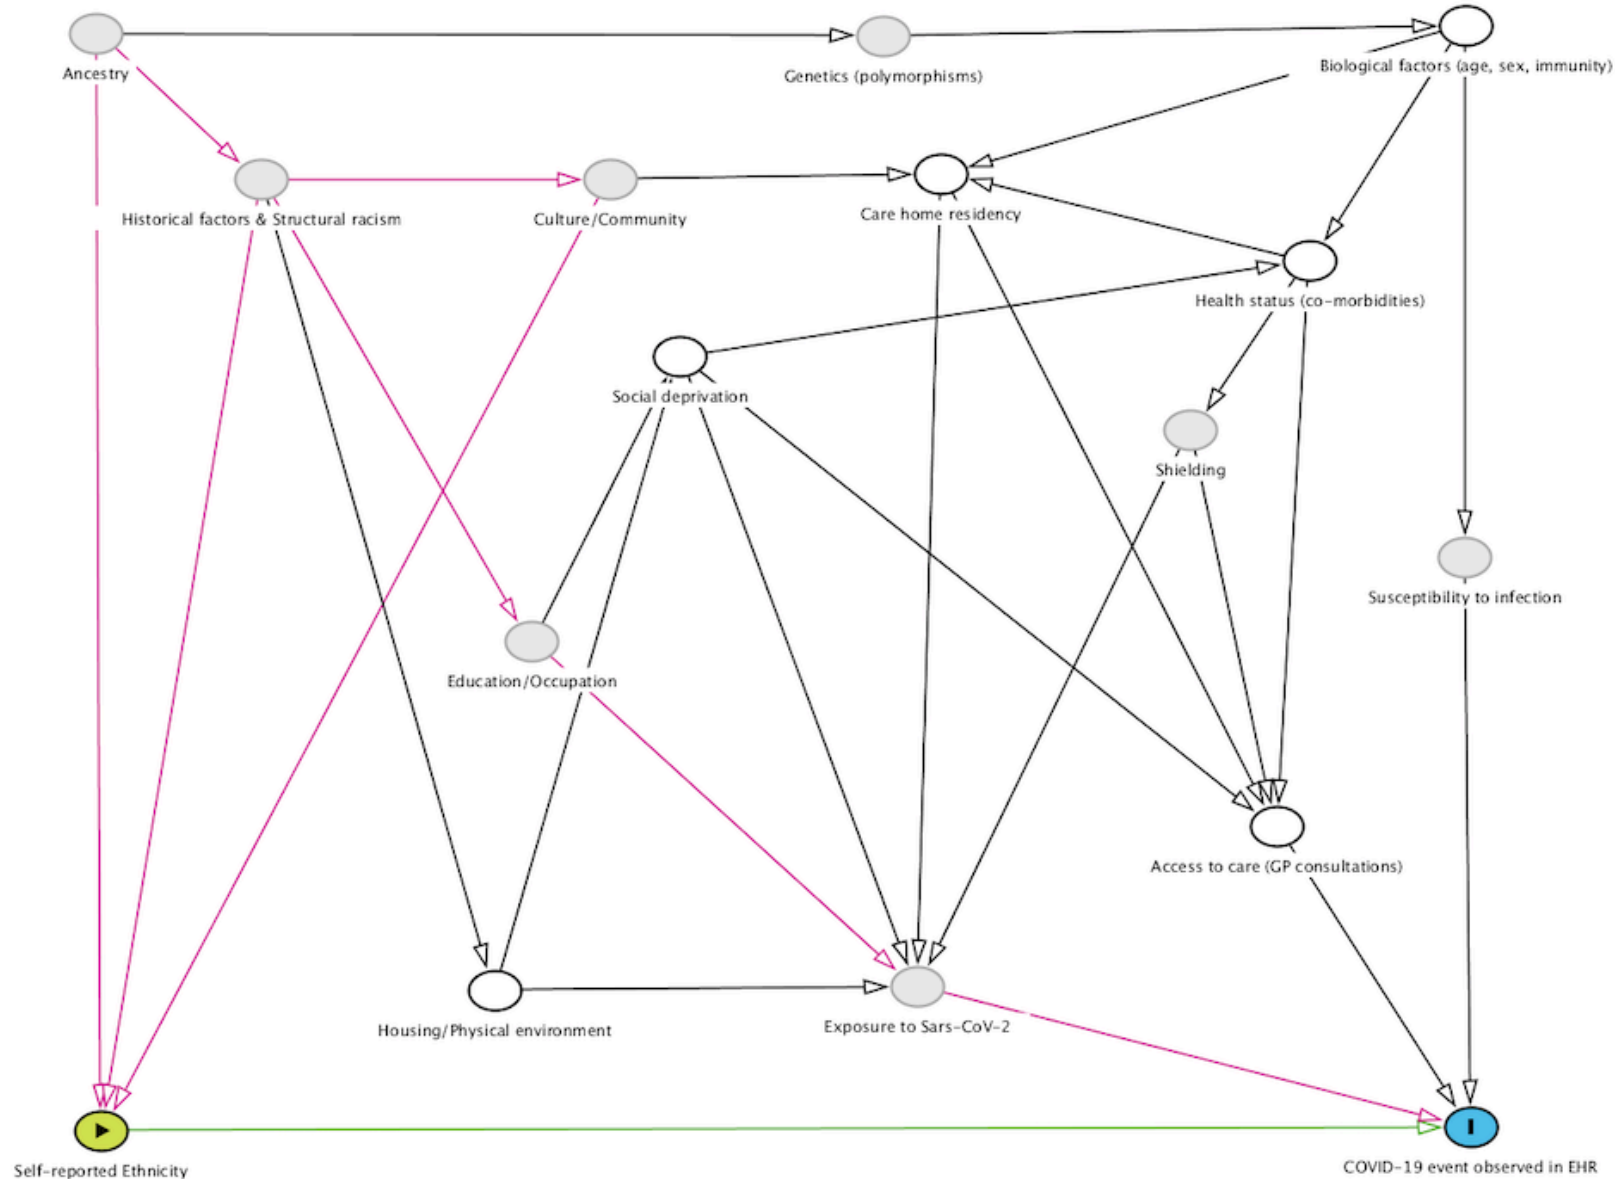 Ancestry
Genetics (polymorphisms)
Biological factors (age, sex, immunity)
Historical factors & Structural racism
Culture/Community
Care home residency
Health status (co-morbidities)
Social deprivation
Shielding
Susceptibility to infection
Education/Occupation
Access to care (GP consultations)
Housing/Physical environment
Exposure to Sars-CoV-2
Self-reported Ethnicity
COVID-19 event observed in EHR